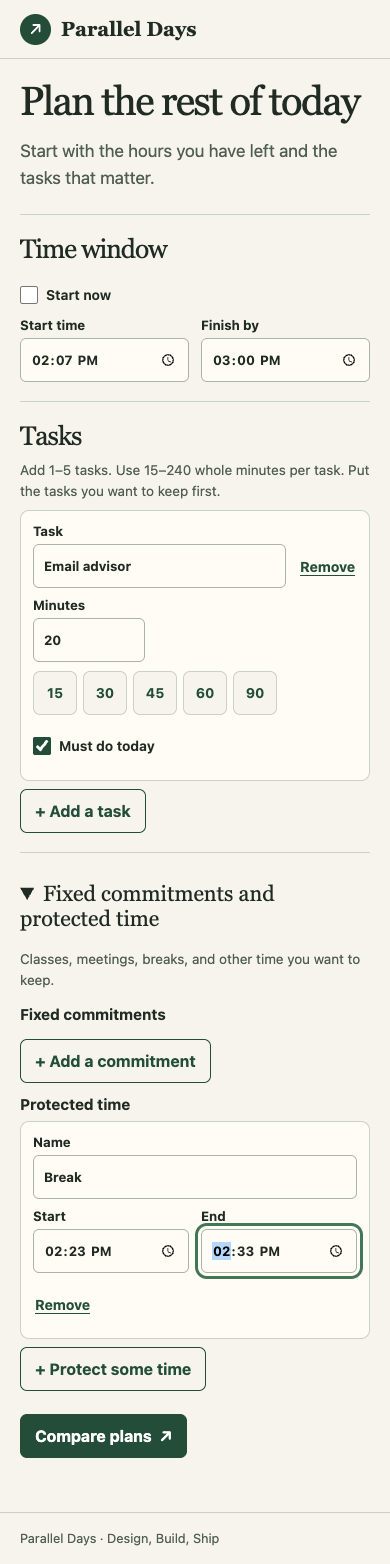 Parallel Days
Plan the rest of today
Start with the hours you have left and the
tasks that matter.
Time window
Start now
Start time
Finish by
02:07 PM
03:00 PM
Tasks
Add 1–5 tasks. Use 15–240 whole minutes per task. Put
the tasks you want to keep first.
Task
Email advisor
Remove
Minutes
20
15 30 45 60 90
Must do today
+ Add a task
Fixed commitments and
protected time
Classes, meetings, breaks, and other time you want to
keep.
Fixed commitments
+ Add a commitment
Protected time
Name
Break
Start
End
02:23 PM
02:33 PM
Remove
+ Protect some time
Compare plans
Parallel Days · Design, Build, Ship